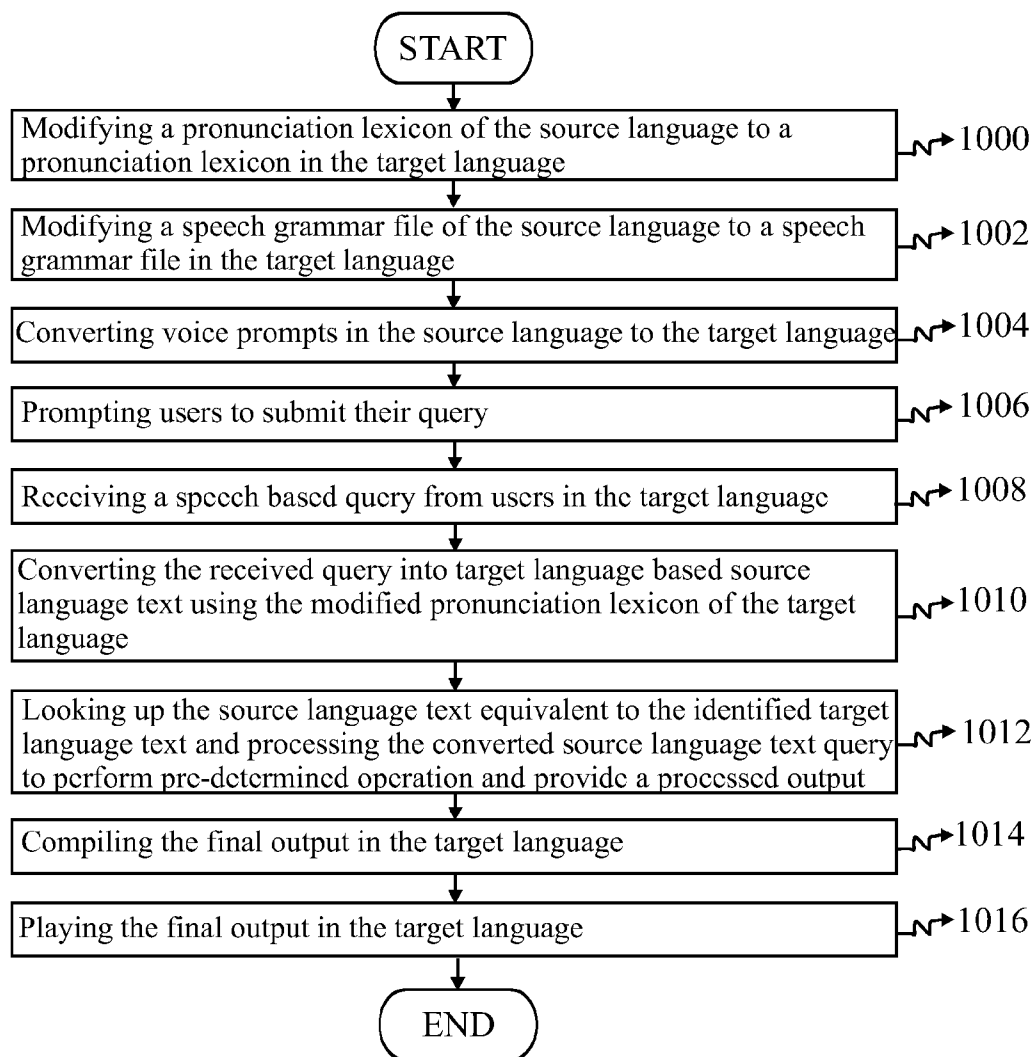 START
Modifying a pronunciation lexicon of the source language to a
pronunciation lexicon in the target language
1000
Modifying a speech grammar file of the source language to a speech
grammar file in the target language
1002
Converting voice prompts in the source language to the target language
1004
Prompting users to submit their query
1006
Receiving a speech based query from users in the target language
1008
Converting the received query into target language based source
language text using the modified pronunciation lexicon of the target
language
1010
Looking up the source language text equivalent to the identified target
language text and processing the converted source language text query
to perform pre-determined operation and provide a processed output
1012
Compiling the final output in the target language
1014
Playing the final output in the target language
1016
END